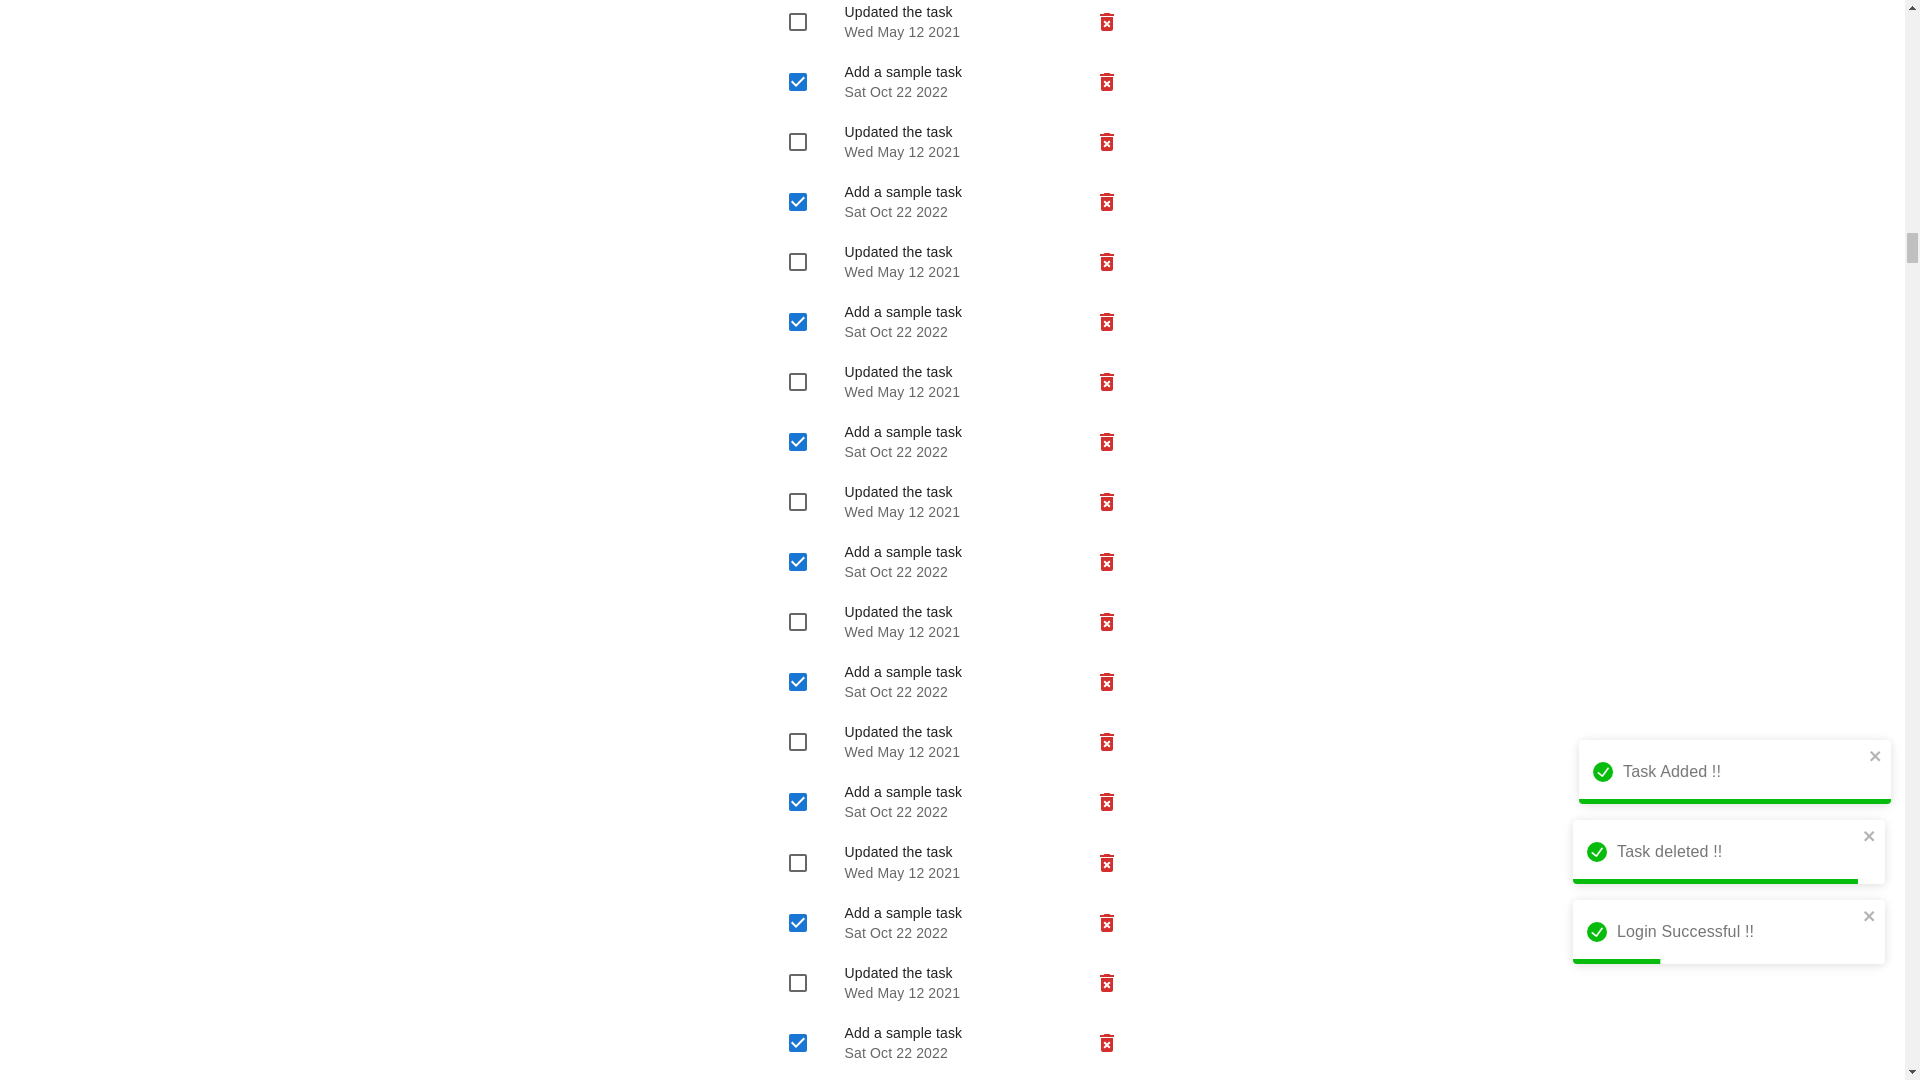 Updated the task
Wed May 12 2021
Add a sample task
Sat Oct 22 2022
Updated the task
Wed May 12 2021
Add a sample task
Sat Oct 22 2022
Updated the task
Wed May 12 2021
Add a sample task
Sat Oct 22 2022
Updated the task
Wed May 12 2021
Add a sample task
Sat Oct 22 2022
Updated the task
Wed May 12 2021
Add a sample task
Sat Oct 22 2022
Updated the task
Wed May 12 2021
Add a sample task
Sat Oct 22 2022
Updated the task
Wed May 12 2021
Add a sample task
Sat Oct 22 2022
Updated the task
Wed May 12 2021
Add a sample task
Sat Oct 22 2022
Updated the task
Wed May 12 2021
Add a sample task
Sat Oct 22 2022
Task Added !!
Task deleted !!
Login Successful !!